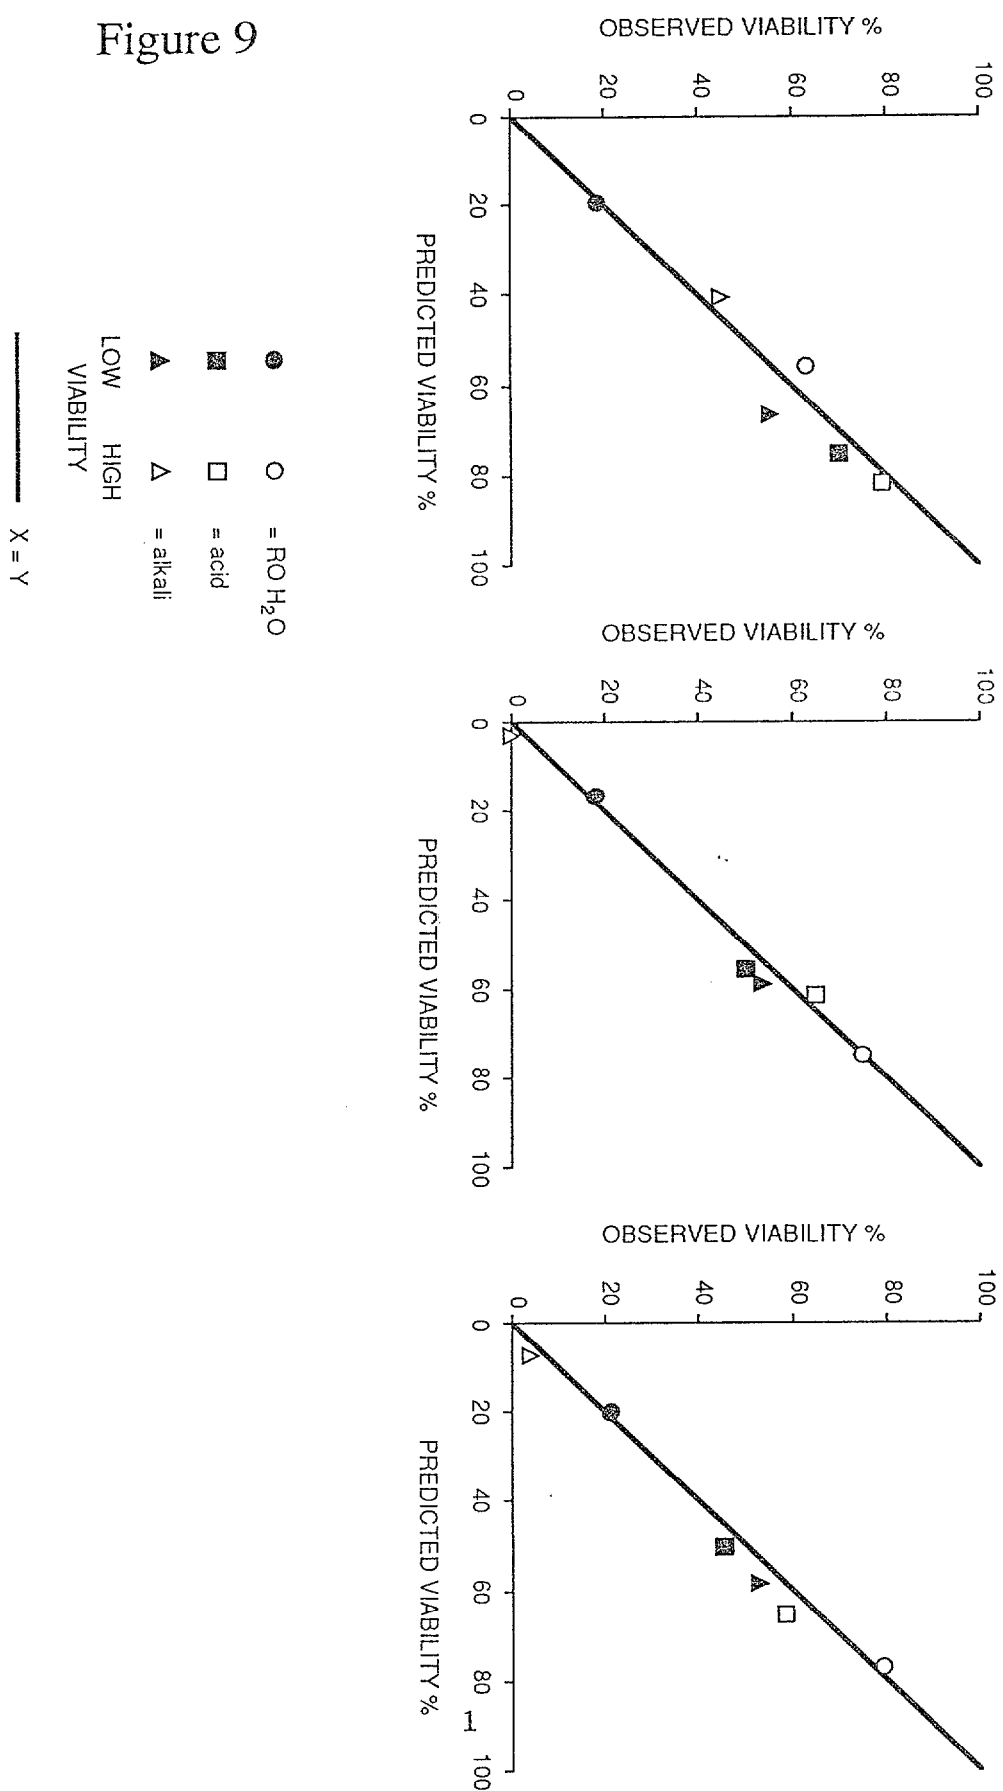 Figure 9
OBSERVED VIABILITY %
100
80
60
40
20
0
0 20 40 60 80 100
PREDICTED VIABILITY %
OBSERVED VIABILITY %
100
80
60
40
20
0
0 20 40 60 80 100
PREDICTED VIABILITY %
OBSERVED VIABILITY %
100
80
60
40
20
0
0 20 40 60 80 100
PREDICTED VIABILITY %
1
= RO H₂O
= acid
= alkali
LOW HIGH
VIABILITY
X = Y